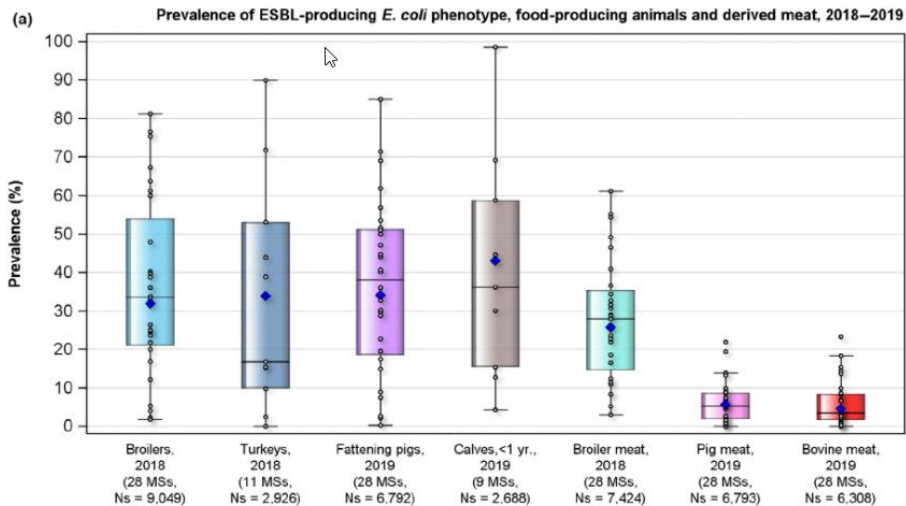 (a)
Prevalence of ESBL-producing E. coli phenotype, food-producing animals and derived meat, 2018–2019
Prevalence (%)
100
90
80
70
60
50
40
30
20
10
0
Broilers,
2018
(28 MSs,
Ns = 9,049)
Turkeys,
2018
(11 MSs,
Ns = 2,926)
Fattening pigs,
2019
(28 MSs,
Ns = 6,792)
Calves,<1 yr.,
2019
(9 MSs,
Ns = 2,688)
Broiler meat,
2018
(28 MSs,
Ns = 7,424)
Pig meat,
2019
(28 MSs,
Ns = 6,793)
Bovine meat,
2019
(28 MSs,
Ns = 6,308)